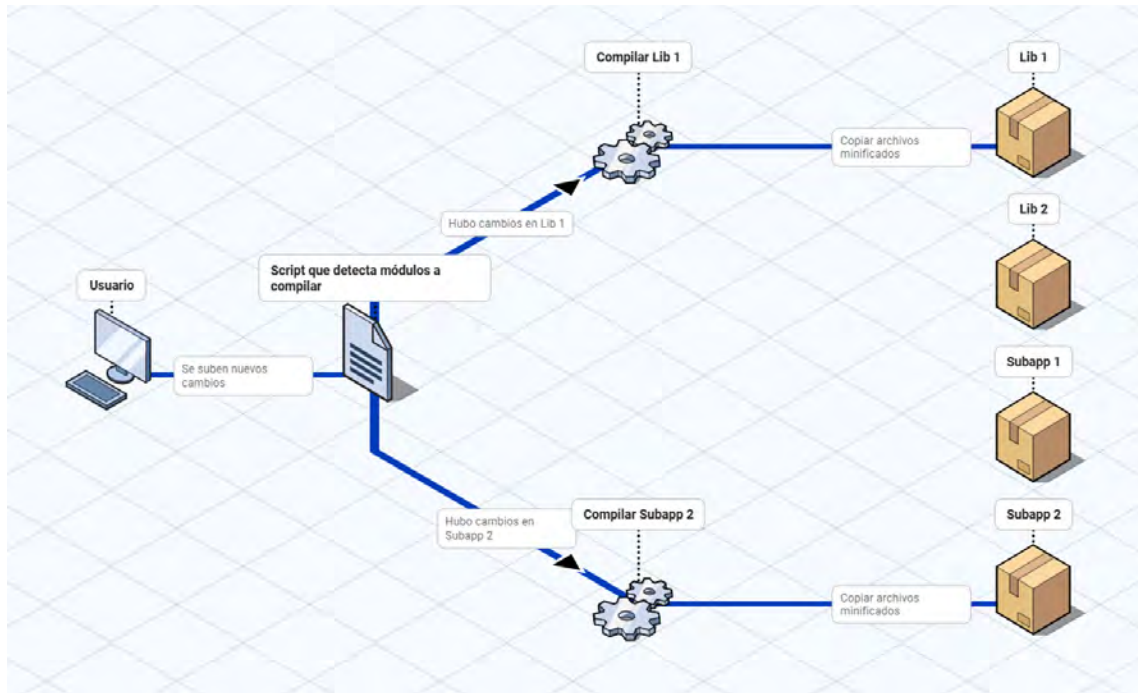 Compilar Lib 1
Lib 1
Copiar archivos
minificados
Lib 2
Hubo cambios en Lib 1
Script que detecta módulos a
compilar
Usuario
Se suben nuevos
cambios
Subapp 1
Hubo cambios en
Subapp 2
Compilar Subapp 2
Subapp 2
Copiar archivos
minificados